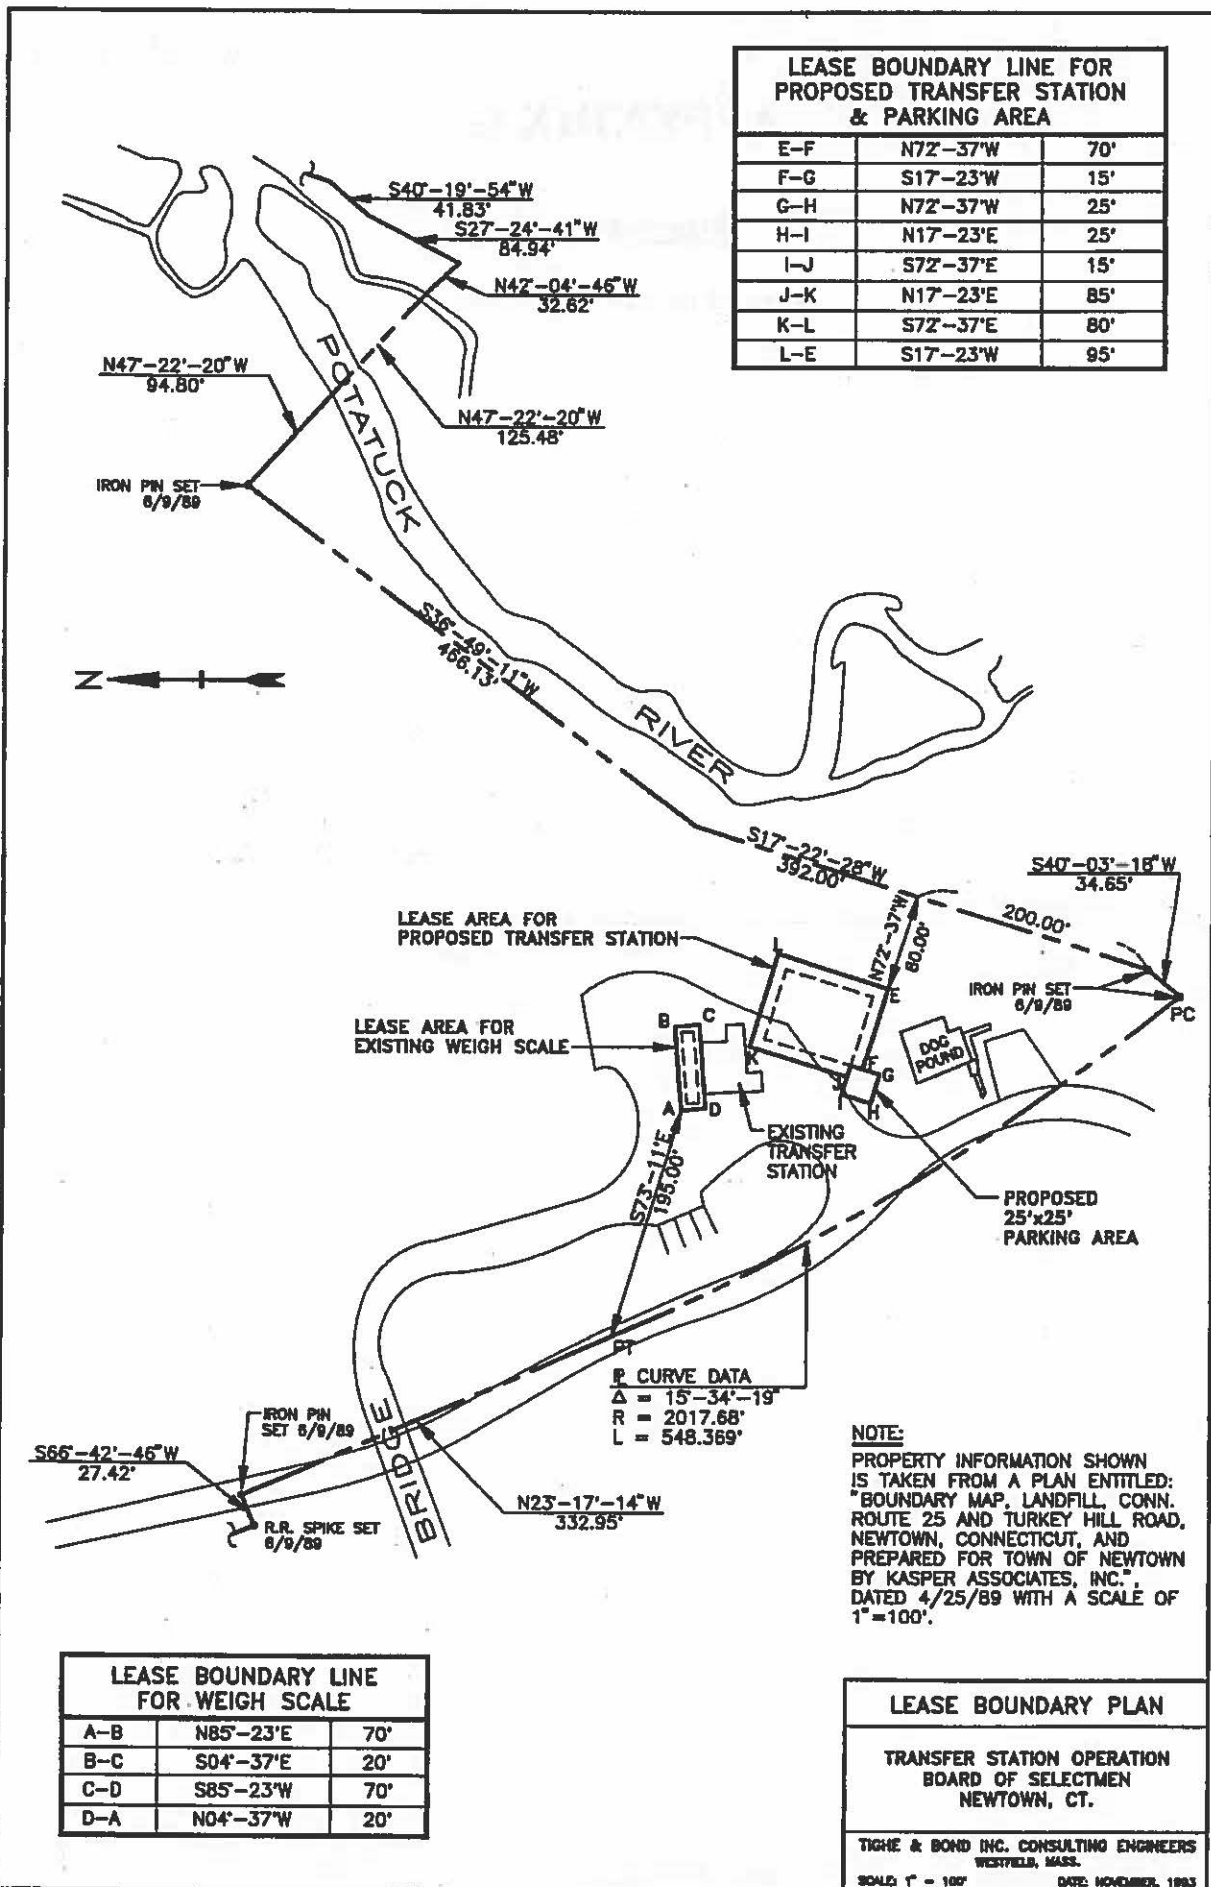 LEASE BOUNDARY LINE FOR
PROPOSED TRANSFER STATION
& PARKING AREA
E-F N72°-37'W 70'
F-G S17°-23'W 15'
G-H N72°-37'W 25'
H-I N17°-23'E 25'
I-J S72°-37'E 15'
J-K N17°-23'E 85'
K-L S72°-37'E 80'
L-E S17°-23'W 95'
S40°-19'-54"W
41.83'
S27°-24'-41"W
84.94'
N42°-04'-46"W
32.62'
N47°-22'-20"W
94.80'
N47°-22'-20"W
125.48'
IRON PIN SET
6/9/89
POTATUCK
RIVER
S36°-49'-11"W
466.13'
N
S17°-22'-28"W
392.00'
S40°-03'-18"W
34.65'
200.00'
N72°-37'W
80.00'
LEASE AREA FOR
PROPOSED TRANSFER STATION
L
E
IRON PIN SET
6/9/89
PC
B
C
LEASE AREA FOR
EXISTING WEIGH SCALE
K
DOG
POUND
F
G
J
I
H
A
D
EXISTING
TRANSFER
STATION
S73°-11'E
195.00'
PROPOSED
25'x25'
PARKING AREA
PT
PL CURVE DATA
Δ = 15°-34'-19"
R = 2017.68'
L = 548.369'
IRON PIN
SET 6/9/89
S66°-42'-46"W
27.42'
BRIDGE
R.R. SPIKE SET
6/9/89
N23°-17'-14"W
332.95'
NOTE:
PROPERTY INFORMATION SHOWN
IS TAKEN FROM A PLAN ENTITLED:
"BOUNDARY MAP, LANDFILL, CONN.
ROUTE 25 AND TURKEY HILL ROAD,
NEWTOWN, CONNECTICUT, AND
PREPARED FOR TOWN OF NEWTOWN
BY KASPER ASSOCIATES, INC.",
DATED 4/25/89 WITH A SCALE OF
1"=100'.
LEASE BOUNDARY LINE
FOR WEIGH SCALE
A-B N85°-23'E 70'
B-C S04°-37'E 20'
C-D S85°-23'W 70'
D-A N04°-37'W 20'
LEASE BOUNDARY PLAN
TRANSFER STATION OPERATION
BOARD OF SELECTMEN
NEWTOWN, CT.
TIGHE & BOND INC. CONSULTING ENGINEERS
WESTFIELD, MASS.
SCALE: 1" = 100' DATE: NOVEMBER, 1993